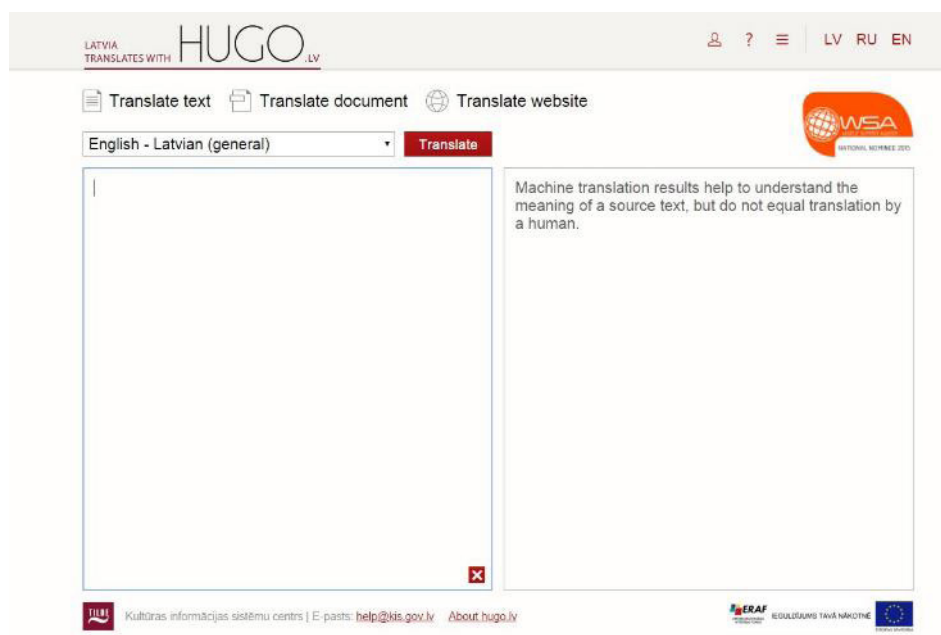 LATVIA
TRANSLATES WITH HUGO.LV
? LV RU EN
Translate text Translate document Translate website
WSA
NATIONAL NOMINEE 2015
English - Latvian (general) Translate
Machine translation results help to understand the
meaning of a source text, but do not equal translation by
a human.
TILDE Kultūras informācijas sistēmu centrs | E-pasts: help@kis.gov.lv About hugo.lv
ERAF IEGULDĪJUMS TAVĀ NĀKOTNĒ